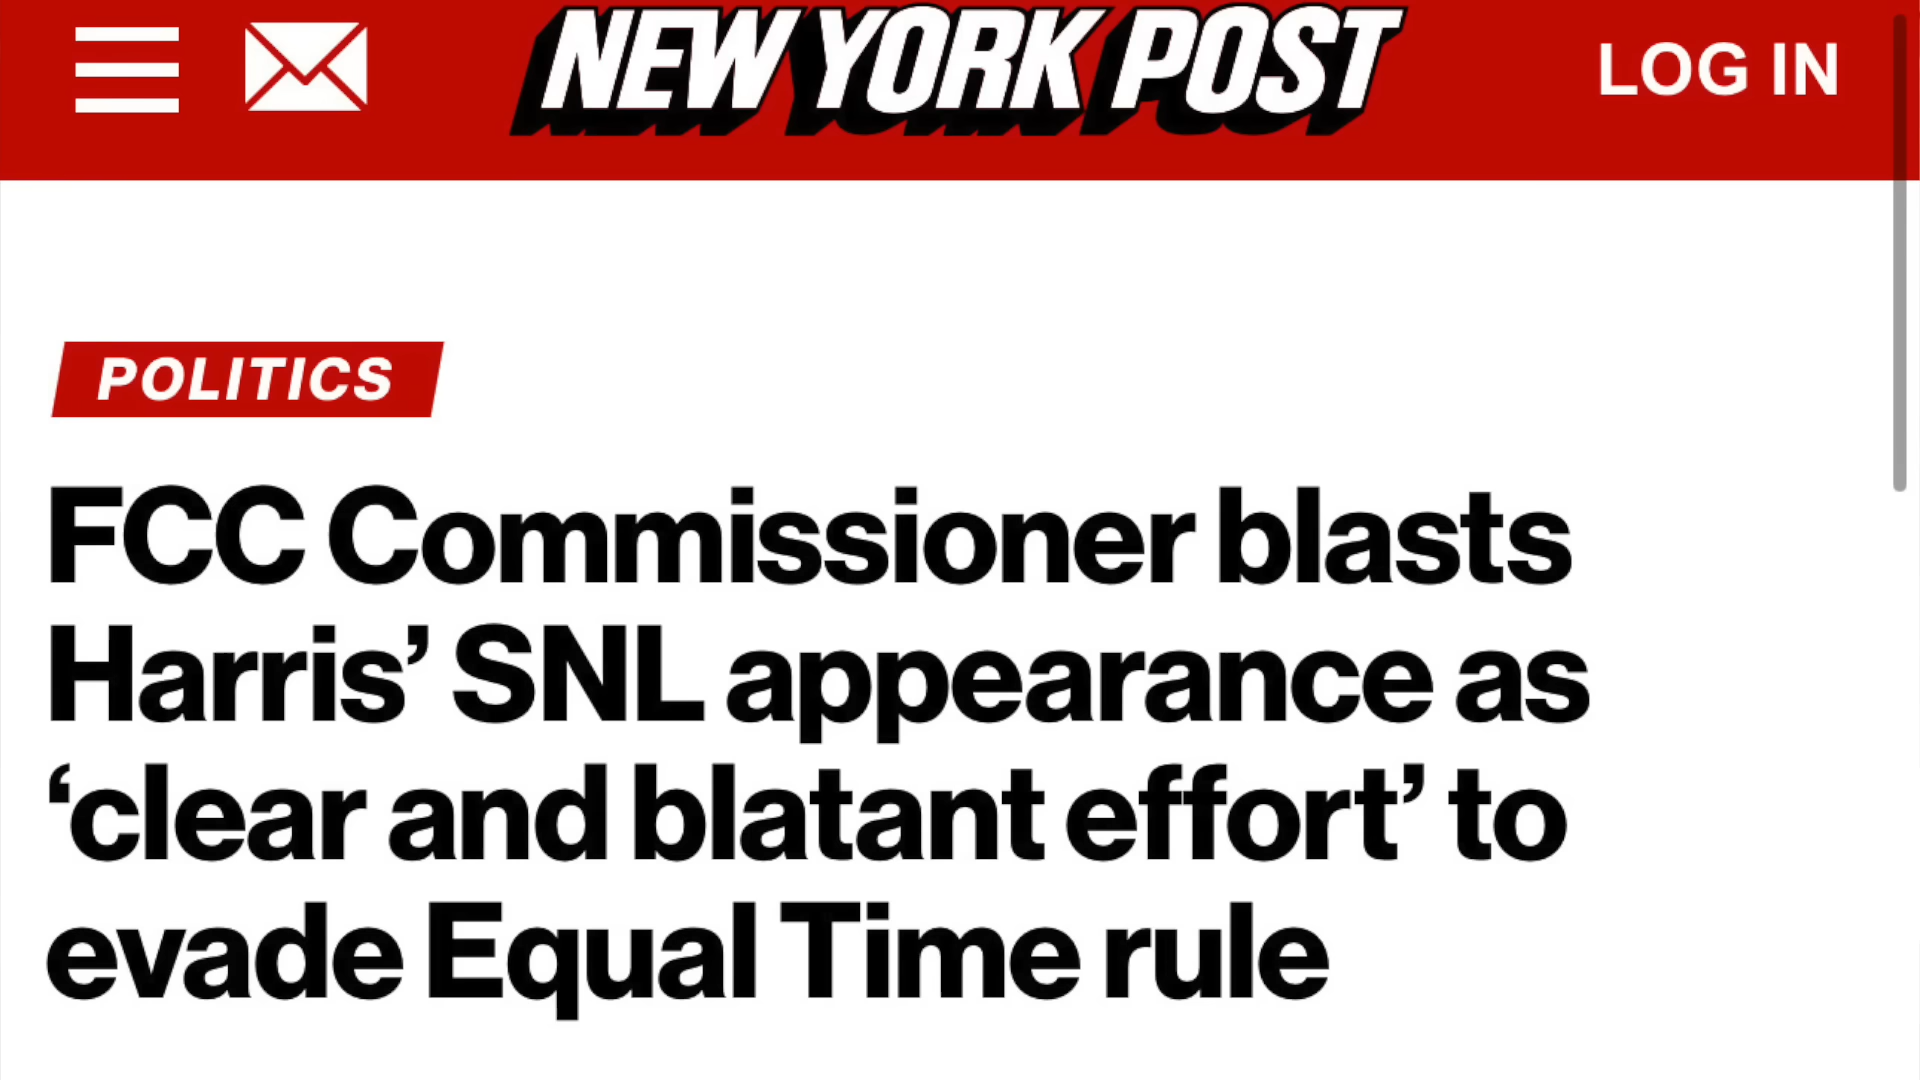 NEW YORK POST
LOG IN
POLITICS
FCC Commissioner blasts
Harris’ SNL appearance as
‘clear and blatant effort’ to
evade Equal Time rule